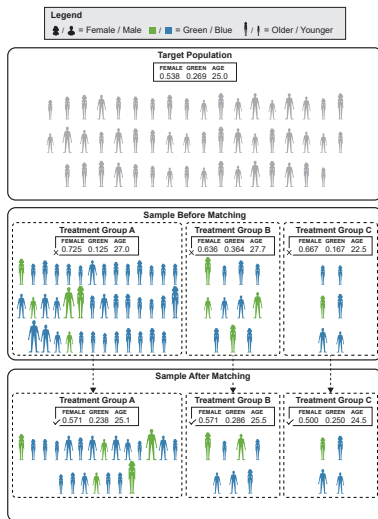 Legend
/ = Female / Male / = Green / Blue / = Older / Younger
Target Population
FEMALE GREEN AGE
0.538 0.269 25.0
Sample Before Matching
Treatment Group A
FEMALE GREEN AGE
0.725 0.125 27.0
Treatment Group B
FEMALE GREEN AGE
0.636 0.364 27.7
Treatment Group C
FEMALE GREEN AGE
0.667 0.167 22.5
Sample After Matching
Treatment Group A
FEMALE GREEN AGE
0.571 0.238 25.1
Treatment Group B
FEMALE GREEN AGE
0.571 0.286 25.5
Treatment Group C
FEMALE GREEN AGE
0.500 0.250 24.5